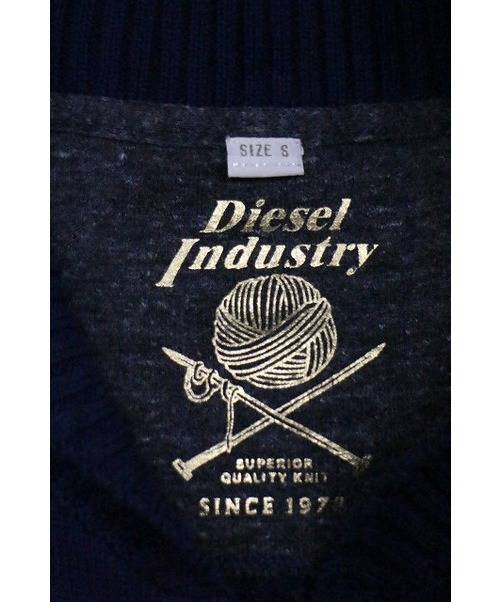 SIZE S
Diesel
Industry
SUPERIOR
QUALITY KNIT
SINCE